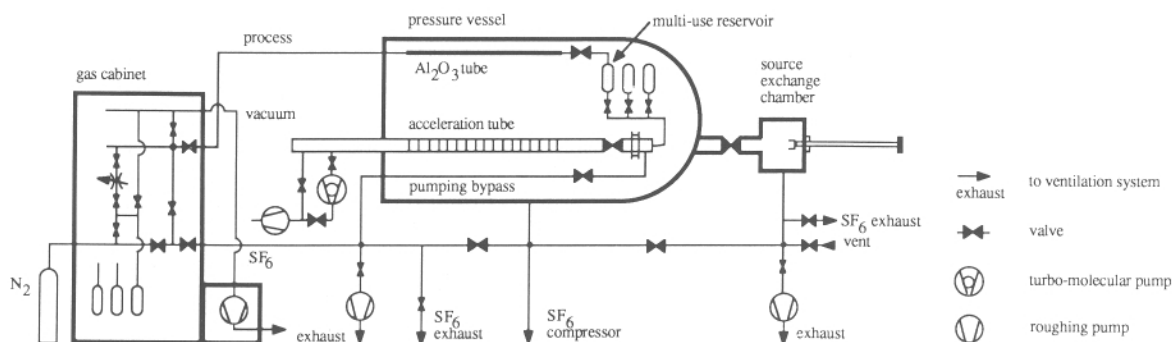 pressure vessel
multi-use reservoir
process
gas cabinet
Al2O3 tube
source
exchange
chamber
vacuum
acceleration tube
pumping bypass
exhaust
to ventilation system
SF6 exhaust
valve
vent
SF6
N2
turbo-molecular pump
exhaust
SF6
exhaust
SF6
compressor
exhaust
roughing pump